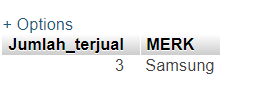 + Options
Jumlah_terjual MERK
3 Samsung